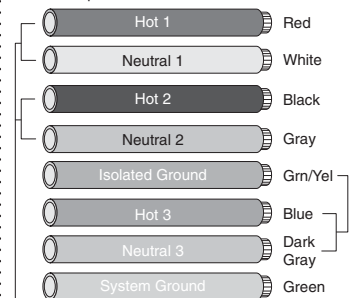 Hot 1 Red
Neutral 1 White
Hot 2 Black
Neutral 2 Gray
Isolated Ground Grn/Yel
Hot 3 Blue
Neutral 3 Dark
Gray
System Ground Green